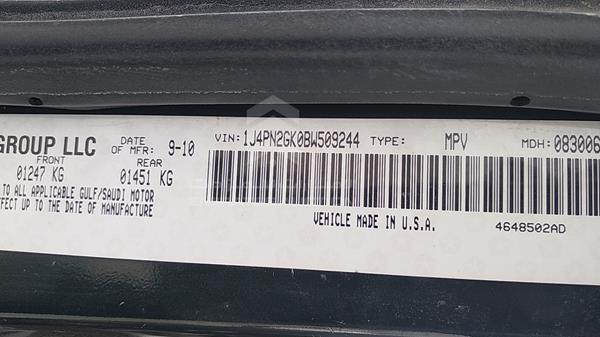 GROUP LLC DATE OF MFR: 9-10 VIN: 1J4PN2GK0BW509244 TYPE: MPV MDH: 083006
FRONT REAR
01247 KG 01451 KG
TO ALL APPLICABLE GULF/SAUDI MOTOR
FFECT UP TO THE DATE OF MANUFACTURE
VEHICLE MADE IN U.S.A. 4648502AD